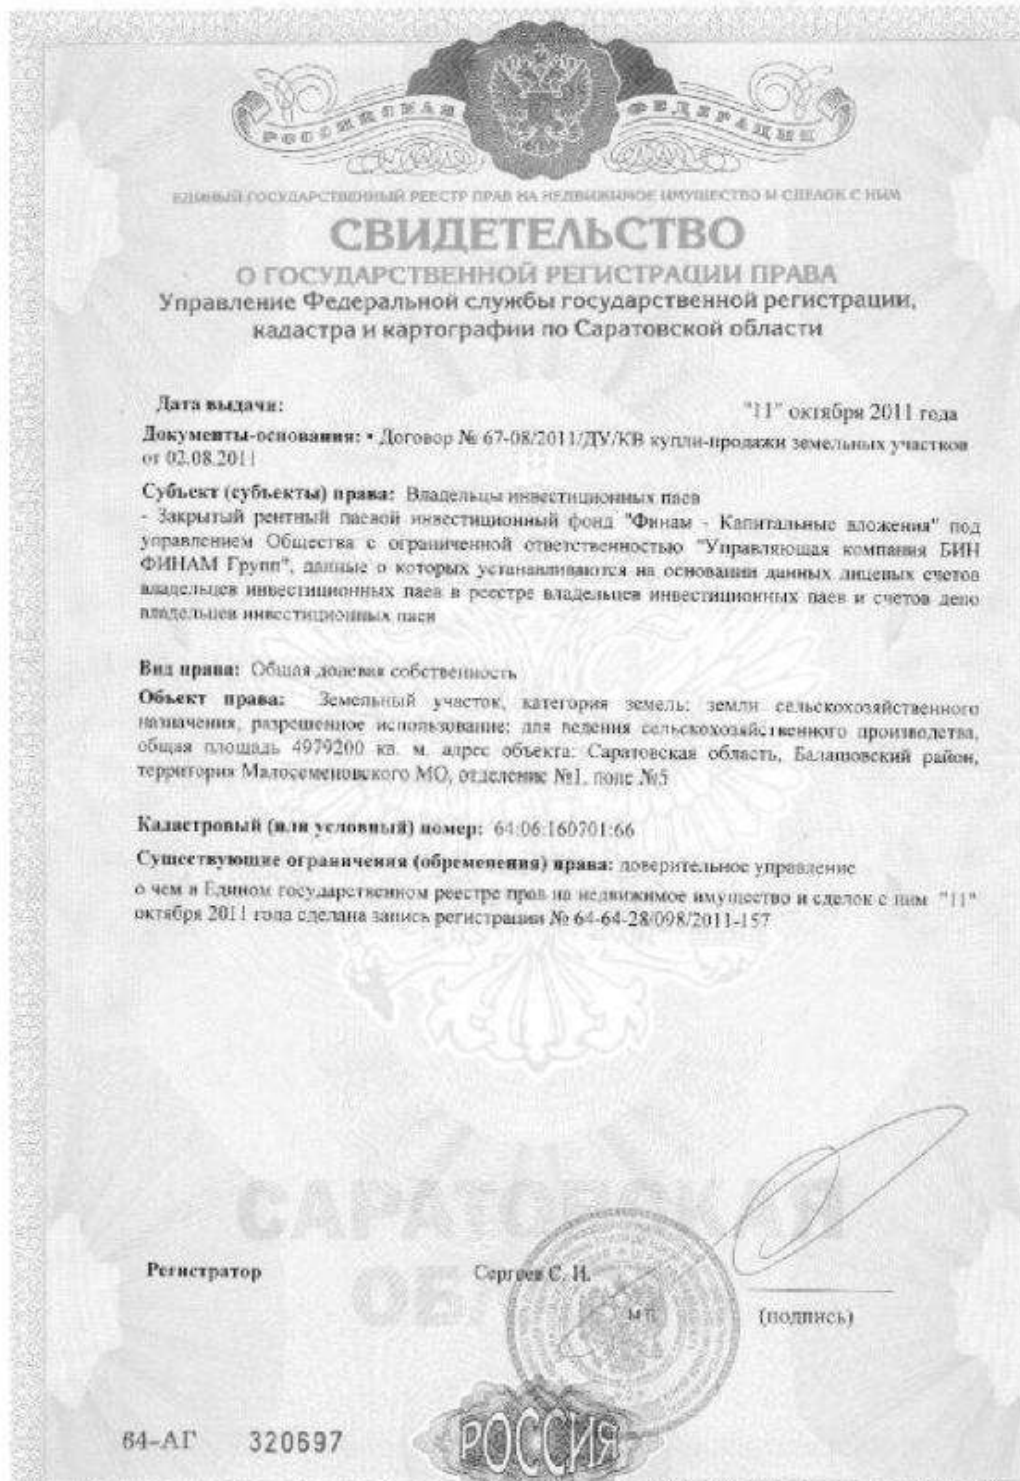 РОССИЙСКАЯ ФЕДЕРАЦИЯ
ЕДИНЫЙ ГОСУДАРСТВЕННЫЙ РЕЕСТР ПРАВ НА НЕДВИЖИМОЕ ИМУЩЕСТВО И СДЕЛОК С НИМ
СВИДЕТЕЛЬСТВО
О ГОСУДАРСТВЕННОЙ РЕГИСТРАЦИИ ПРАВА
Управление Федеральной службы государственной регистрации,
кадастра и картографии по Саратовской области
Дата выдачи: "11" октября 2011 года
Документы-основания: • Договор № 67-08/2011/ДУ/КВ купли-продажи земельных участков
от 02.08.2011
Субъект (субъекты) права: Владельцы инвестиционных паев
- Закрытый рентный паевой инвестиционный фонд "Финам - Капитальные вложения" под
управлением Общества с ограниченной ответственностью "Управляющая компания БИН
ФИНАМ Групп", данные о которых устанавливаются на основании данных лицевых счетов
владельцев инвестиционных паев в реестре владельцев инвестиционных паев и счетов депо
владельцев инвестиционных паев
Вид права: Общая долевая собственность
Объект права: Земельный участок, категория земель: земли сельскохозяйственного
назначения, разрешенное использование: для ведения сельскохозяйственного производства,
общая площадь 4979200 кв. м, адрес объекта: Саратовская область, Балашовский район,
территория Малосеменовского МО, отделение №1, поле №5
Кадастровый (или условный) номер: 64:06:160701:66
Существующие ограничения (обременения) права: доверительное управление
о чем в Едином государственном реестре прав на недвижимое имущество и сделок с ним "11"
октября 2011 года сделана запись регистрации № 64-64-28/098/2011-157
САРАТОВСКАЯ
Регистратор Сергеев С. И.
М.П. (подпись)
64-АГ 320697
РОССИЯ